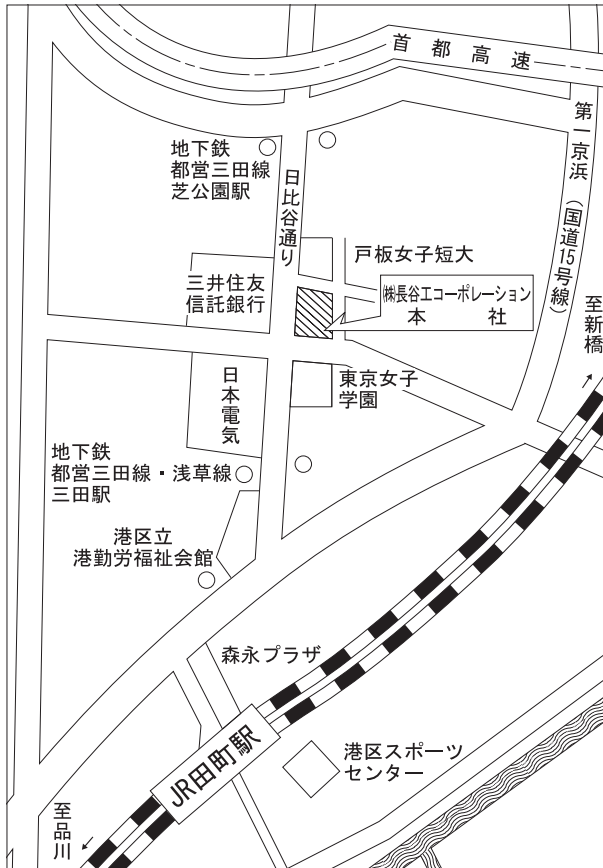 首都高速
第一京浜（国道15号線）
地下鉄
都営三田線
芝公園駅
日比谷通り
戸板女子短大
三井住友
信託銀行
㈱長谷工コーポレーション
本社
至新橋
日本電気
東京女子
学園
地下鉄
都営三田線・浅草線
三田駅
港区立
港勤労福祉会館
森永プラザ
JR田町駅
港区スポーツ
センター
至品川